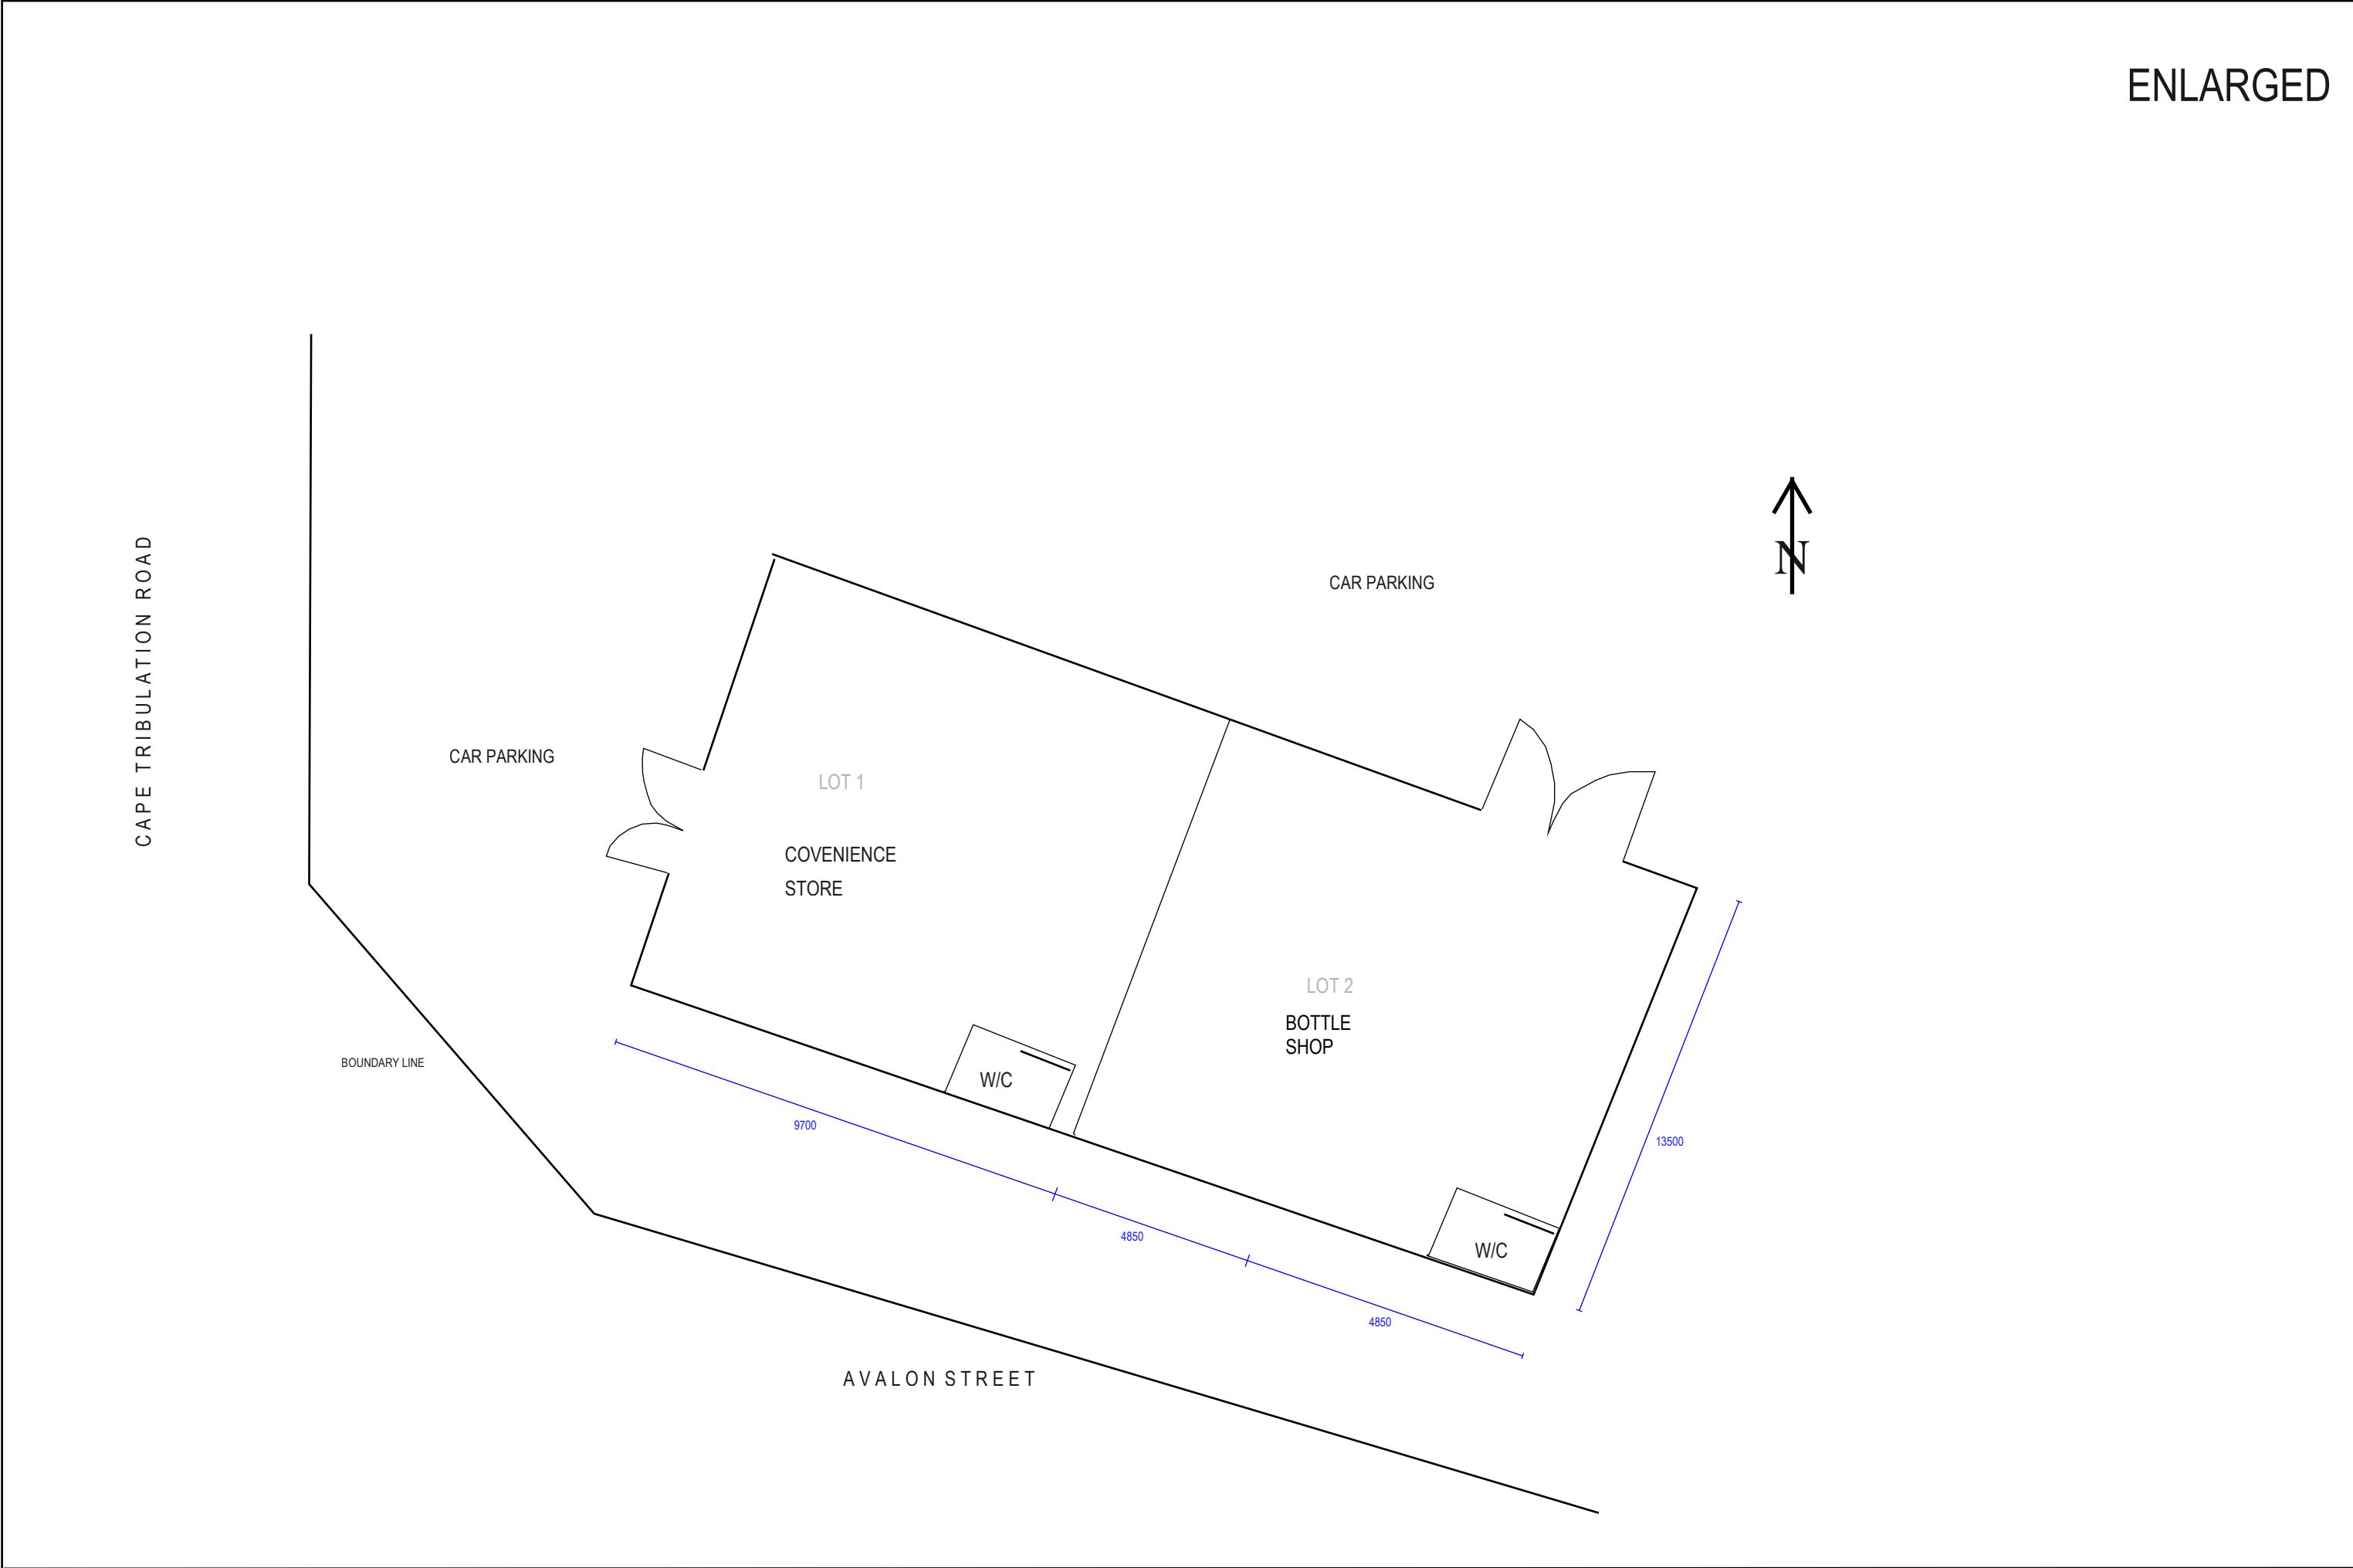 ENLARGED
N
CAR PARKING
CAPE TRIBULATION ROAD
CAR PARKING
LOT 1
COVENIENCE
STORE
LOT 2
BOTTLE
SHOP
BOUNDARY LINE
W/C
9700
13500
4850
W/C
4850
AVALON STREET